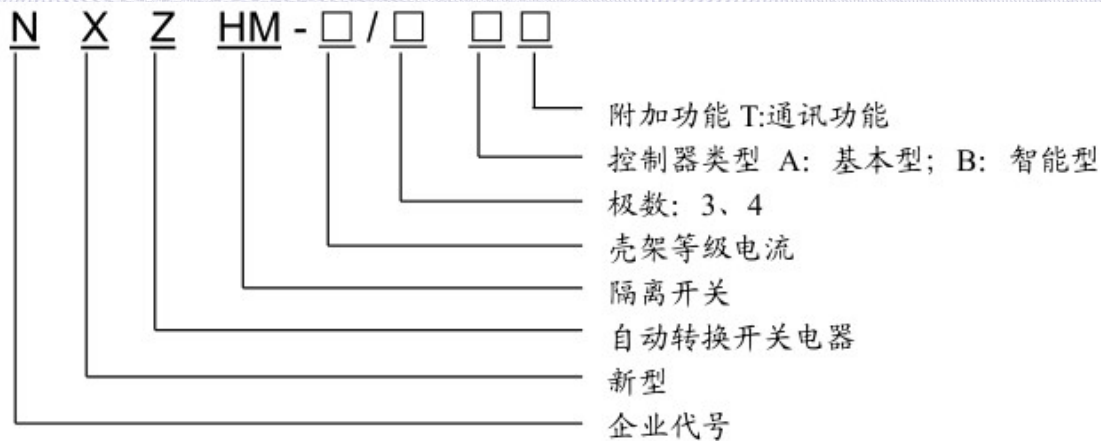 N X Z HM - □ / □ □ □
附加功能 T:通讯功能
控制器类型 A: 基本型; B: 智能型
极数: 3、4
壳架等级电流
隔离开关
自动转换开关电器
新型
企业代号